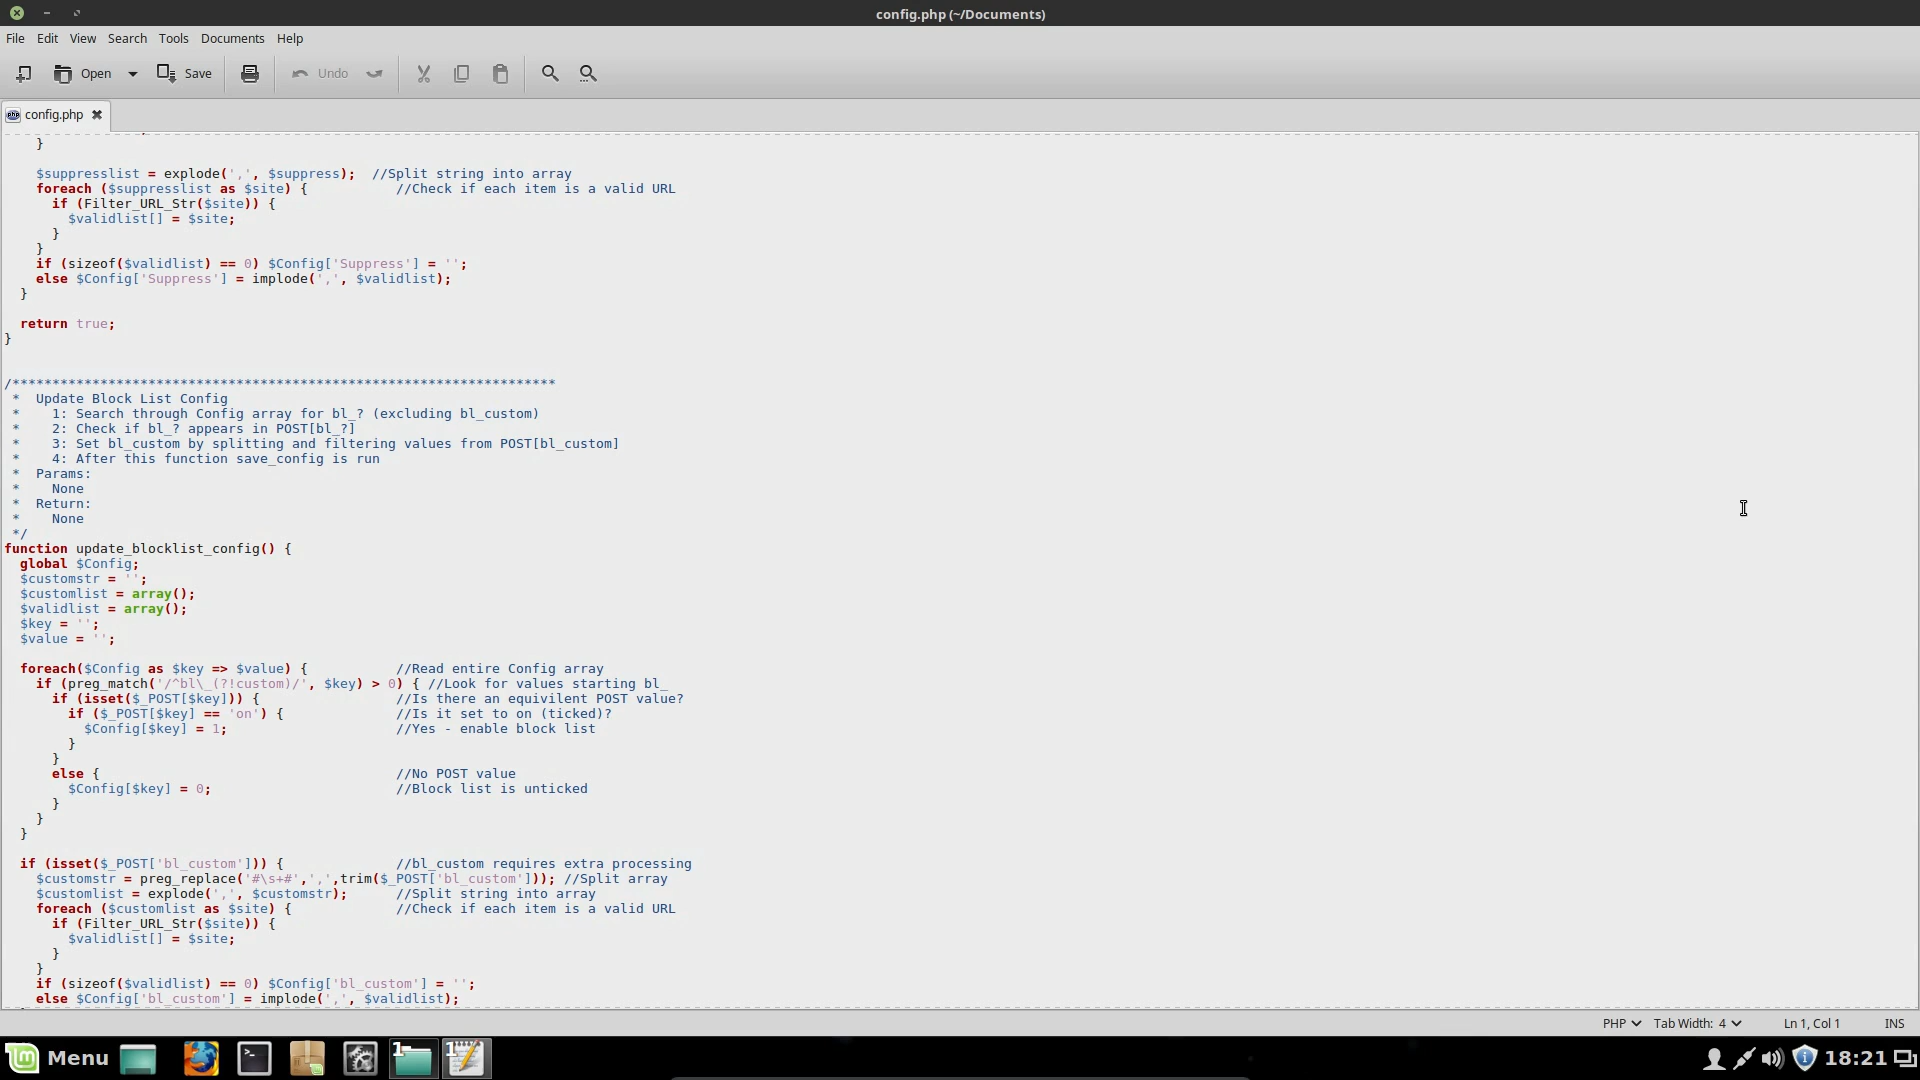 config.php (~/Documents)
File Edit View Search Tools Documents Help
Open Save Undo
config.php
    }

    $suppresslist = explode(',', $suppress);  //Split string into array
    foreach ($suppresslist as $site) {           //Check if each item is a valid URL
      if (Filter_URL_Str($site)) {
        $validlist[] = $site;
      }
    }
    if (sizeof($validlist) == 0) $Config['Suppress'] = '';
    else $Config['Suppress'] = implode(',', $validlist);
  }

  return true;
}

/********************************************************************
 *  Update Block List Config
 *    1: Search through Config array for bl_? (excluding bl_custom)
 *    2: Check if bl_? appears in POST[bl_?]
 *    3: Set bl_custom by splitting and filtering values from POST[bl_custom]
 *    4: After this function save_config is run
 *  Params:
 *    None
 *  Return:
 *    None
 */
function update_blocklist_config() {
  global $Config;
  $customstr = '';
  $customlist = array();
  $validlist = array();
  $key = '';
  $value = '';

  foreach($Config as $key => $value) {           //Read entire Config array
    if (preg_match('/^bl\_(?!custom)/', $key) > 0) { //Look for values starting bl_
      if (isset($_POST[$key])) {                 //Is there an equivilent POST value?
        if ($_POST[$key] == 'on') {              //Is it set to on (ticked)?
          $Config[$key] = 1;                     //Yes - enable block list
        }
      }
      else {                                     //No POST value
        $Config[$key] = 0;                       //Block list is unticked
      }
    }
  }

  if (isset($_POST['bl_custom'])) {              //bl_custom requires extra processing
    $customstr = preg_replace('#\s+#',',',trim($_POST['bl_custom'])); //Split array
    $customlist = explode(',', $customstr);      //Split string into array
    foreach ($customlist as $site) {             //Check if each item is a valid URL
      if (Filter_URL_Str($site)) {
        $validlist[] = $site;
      }
    }
    if (sizeof($validlist) == 0) $Config['bl_custom'] = '';
    else $Config['bl_custom'] = implode(',', $validlist);
PHP Tab Width: 4 Ln 1, Col 1 INS
Menu 1 1 18:21